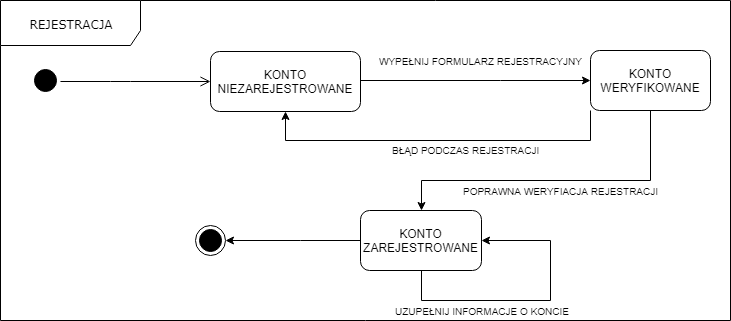 REJESTRACJA
KONTO
NIEZAREJESTROWANE
WYPEŁNIJ FORMULARZ REJESTRACYJNY
KONTO
WERYFIKOWANE
BŁĄD PODCZAS REJESTRACJI
POPRAWNA WERYFIACJA REJESTRACJI
KONTO
ZAREJESTROWANE
UZUPEŁNIJ INFORMACJE O KONCIE